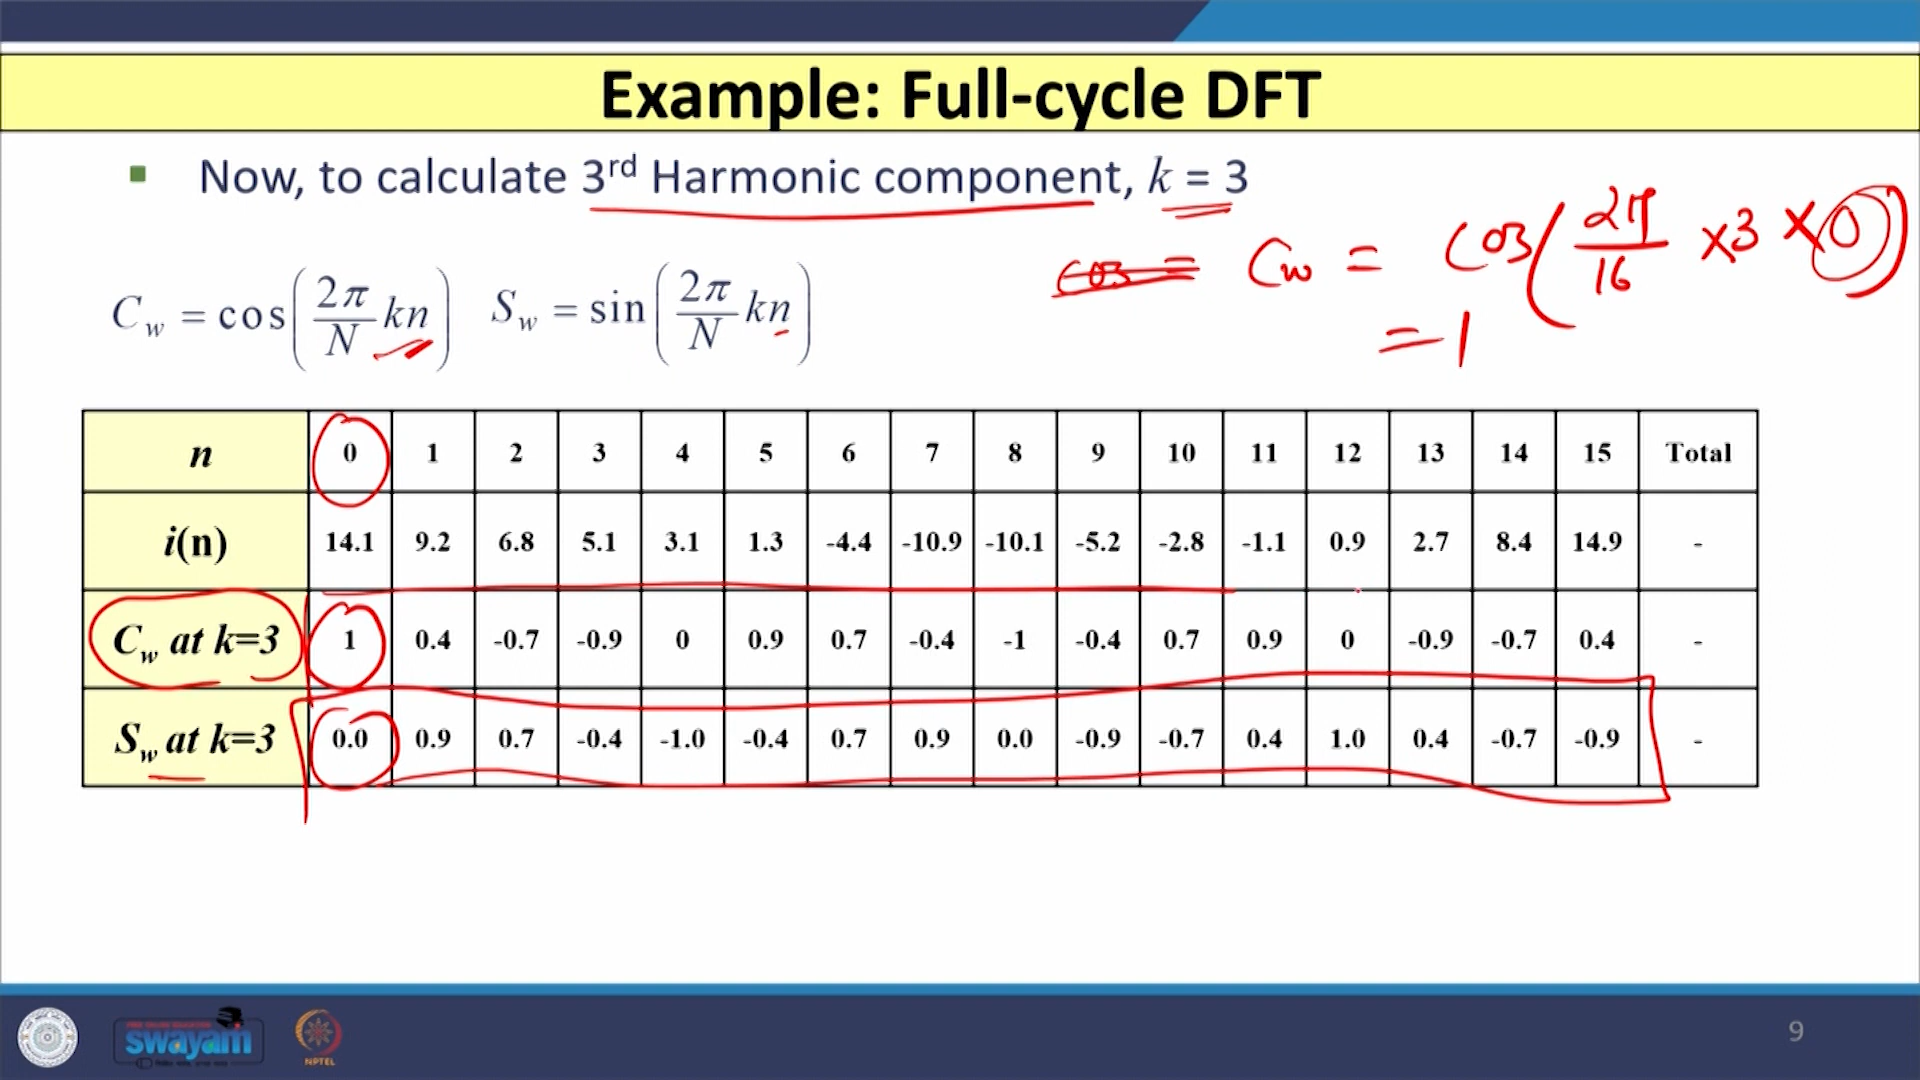 Example: Full-cycle DFT
▪ Now, to calculate 3rd Harmonic component, k = 3
C_w = cos(2π/N kn) S_w = sin(2π/N kn)
C_w = cos(2π/16 ×3 ×0)
= 1
n 0 1 2 3 4 5 6 7 8 9 10 11 12 13 14 15 Total
i(n) 14.1 9.2 6.8 5.1 3.1 1.3 -4.4 -10.9 -10.1 -5.2 -2.8 -1.1 0.9 2.7 8.4 14.9 -
C_w at k=3 1 0.4 -0.7 -0.9 0 0.9 0.7 -0.4 -1 -0.4 0.7 0.9 0 -0.9 -0.7 0.4 -
S_w at k=3 0.0 0.9 0.7 -0.4 -1.0 -0.4 0.7 0.9 0.0 -0.9 -0.7 0.4 1.0 0.4 -0.7 -0.9 -
swayam
NPTEL
9